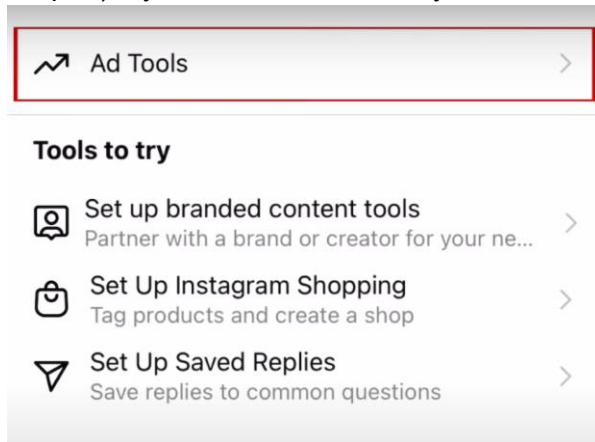 Ad Tools
Tools to try
Set up branded content tools
Partner with a brand or creator for your ne...
Set Up Instagram Shopping
Tag products and create a shop
Set Up Saved Replies
Save replies to common questions